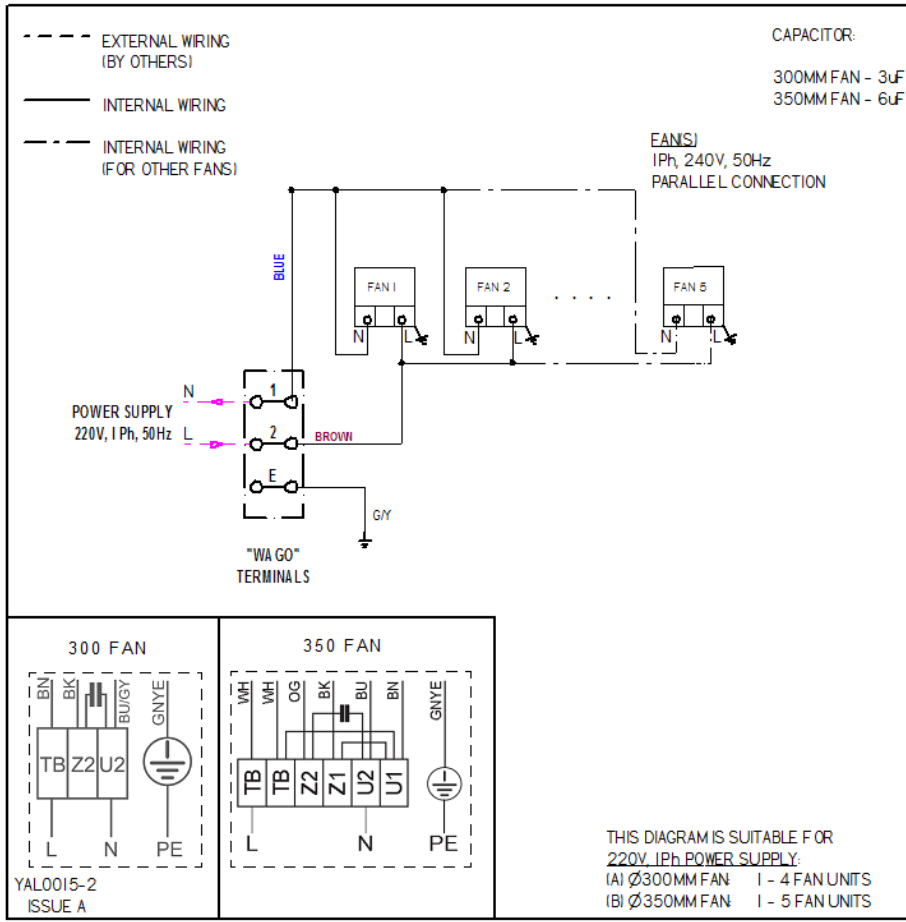 EXTERNAL WIRING
(BY OTHERS)
INTERNAL WIRING
INTERNAL WIRING
(FOR OTHER FANS)
CAPACITOR:
300MM FAN - 3uF
350MM FAN - 6uF
FAN(S)
1Ph, 240V, 50Hz
PARALLEL CONNECTION
BLUE
FAN 1
FAN 2
. . . .
FAN 5
N L
N L
N L
N
1
POWER SUPPLY
220V, 1 Ph, 50Hz
L
2
BROWN
E
G/Y
"WAGO"
TERMINALS
300 FAN
BN
BK
BU/GY
GNYE
TB Z2 U2
L N PE
YAL0015-2
ISSUE A
350 FAN
WH
WH
OG
BK
BU
BN
GNYE
TB TB Z2 Z1 U2 U1
L N PE
THIS DIAGRAM IS SUITABLE FOR
220V, 1Ph POWER SUPPLY:
(A) Ø300MM FAN: 1 - 4 FAN UNITS
(B) Ø350MM FAN: 1 - 5 FAN UNITS